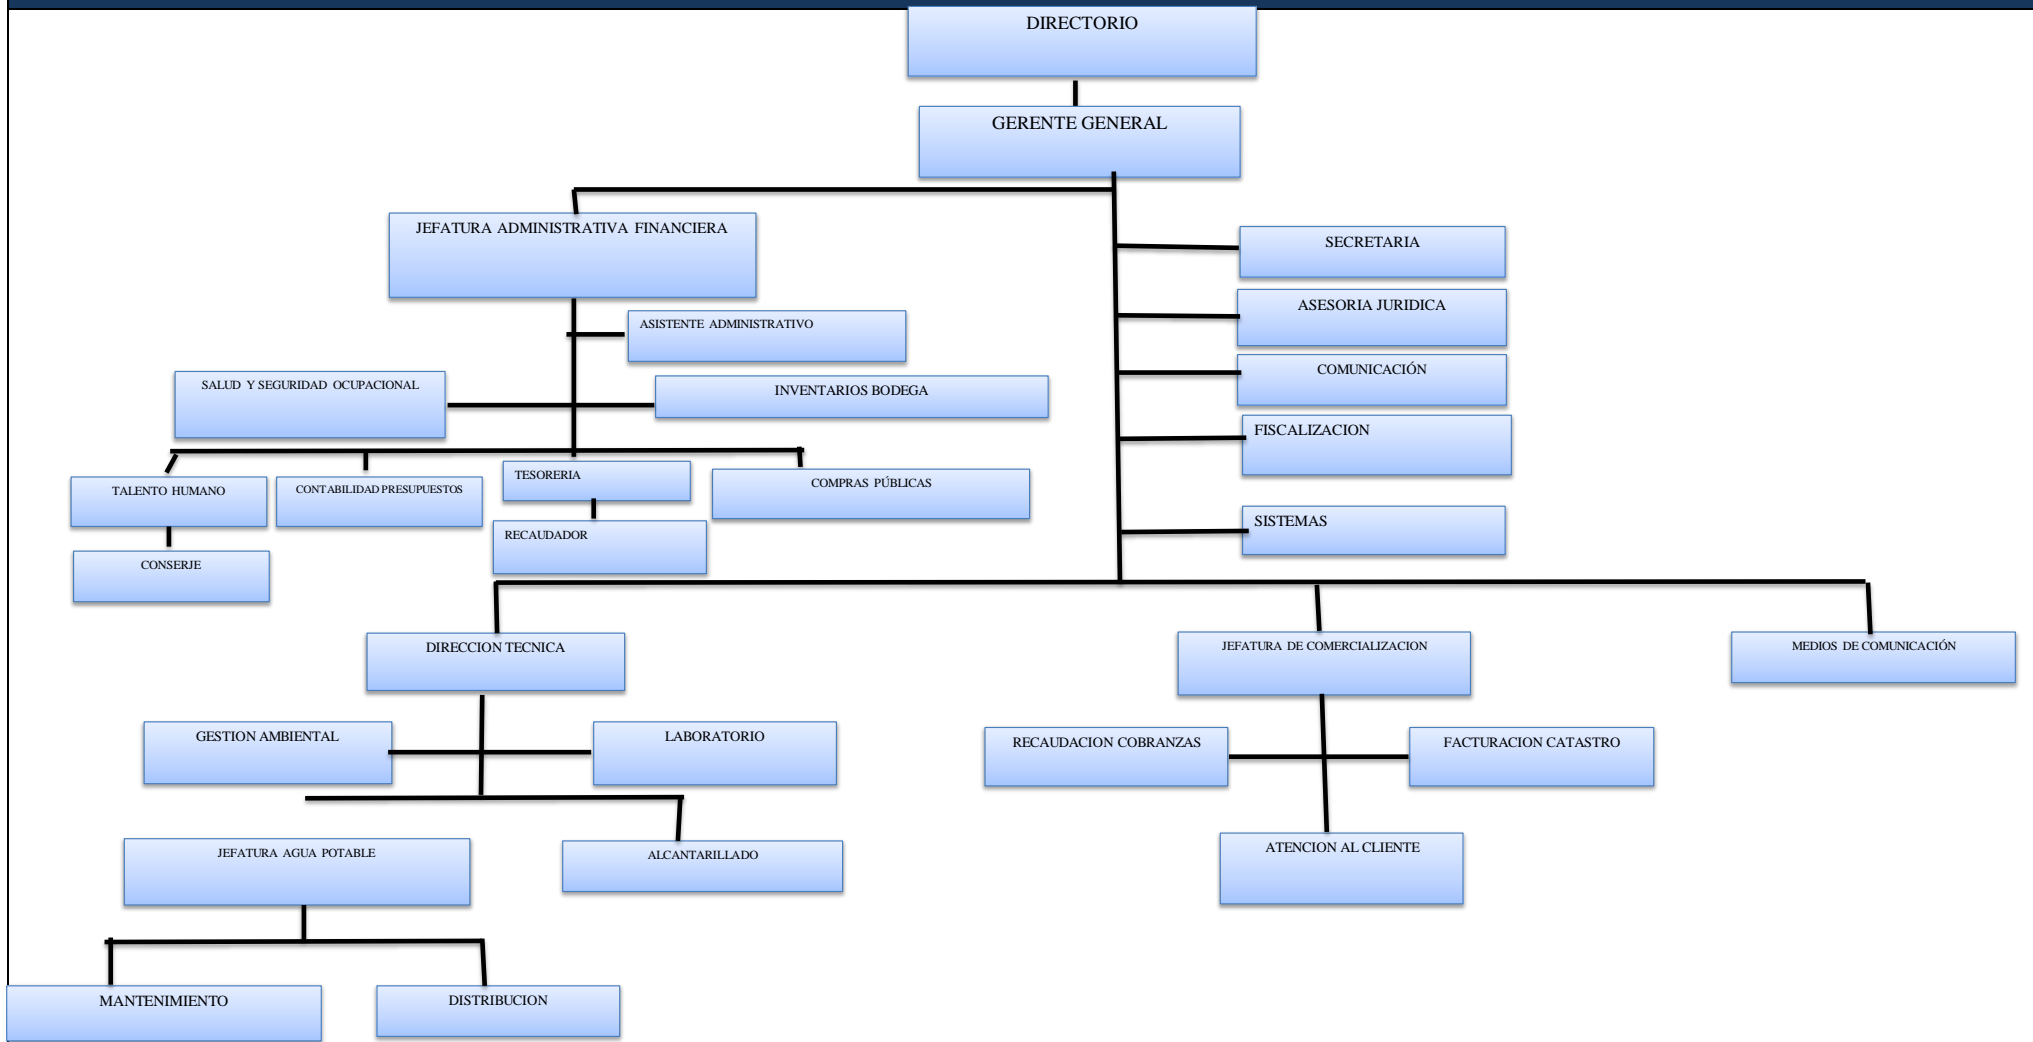 DIRECTORIO
GERENTE GENERAL
JEFATURA ADMINISTRATIVA FINANCIERA
SECRETARIA
ASESORIA JURIDICA
ASISTENTE ADMINISTRATIVO
COMUNICACIÓN
SALUD Y SEGURIDAD OCUPACIONAL
INVENTARIOS BODEGA
FISCALIZACION
TALENTO HUMANO
CONTABILIDAD PRESUPUESTOS
TESORERIA
COMPRAS PÚBLICAS
SISTEMAS
RECAUDADOR
CONSERJE
DIRECCION TECNICA
JEFATURA DE COMERCIALIZACION
MEDIOS DE COMUNICACIÓN
GESTION AMBIENTAL
LABORATORIO
RECAUDACION COBRANZAS
FACTURACION CATASTRO
JEFATURA AGUA POTABLE
ALCANTARILLADO
ATENCION AL CLIENTE
MANTENIMIENTO
DISTRIBUCION